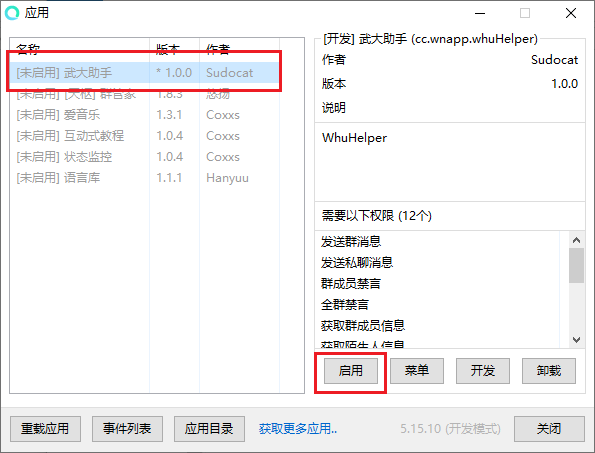 应用
名称 版本 作者
[未启用] 武大助手 * 1.0.0 Sudocat
[未启用] [天枢] 群管家 1.8.3 悠扬
[未启用] 爱音乐 1.3.1 Coxxs
[未启用] 互动式教程 1.0.4 Coxxs
[未启用] 状态监控 1.0.4 Coxxs
[未启用] 语言库 1.1.1 Hanyuu
[开发] 武大助手 (cc.wnapp.whuHelper)
作者 Sudocat
版本 1.0.0
说明
WhuHelper
需要以下权限 (12个)
发送群消息
发送私聊消息
群成员禁言
全群禁言
获取群成员信息
获取陌生人信息
启用 菜单 开发 卸载
重载应用 事件列表 应用目录 获取更多应用.. 5.15.10 (开发模式) 关闭